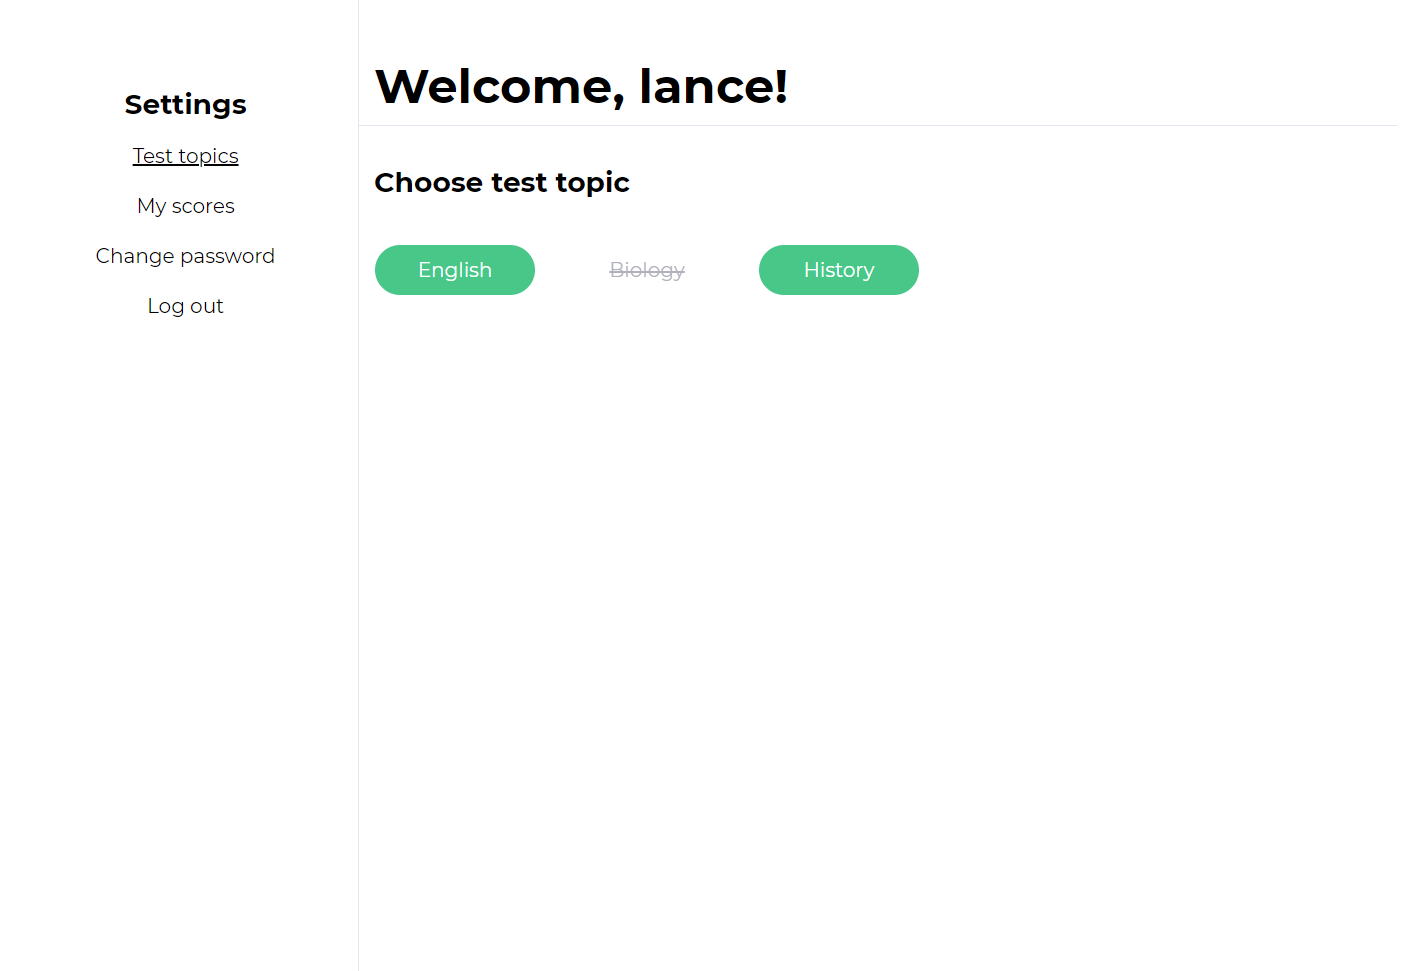 Settings
Test topics
My scores
Change password
Log out
Welcome, lance!
Choose test topic
English
Biology
History